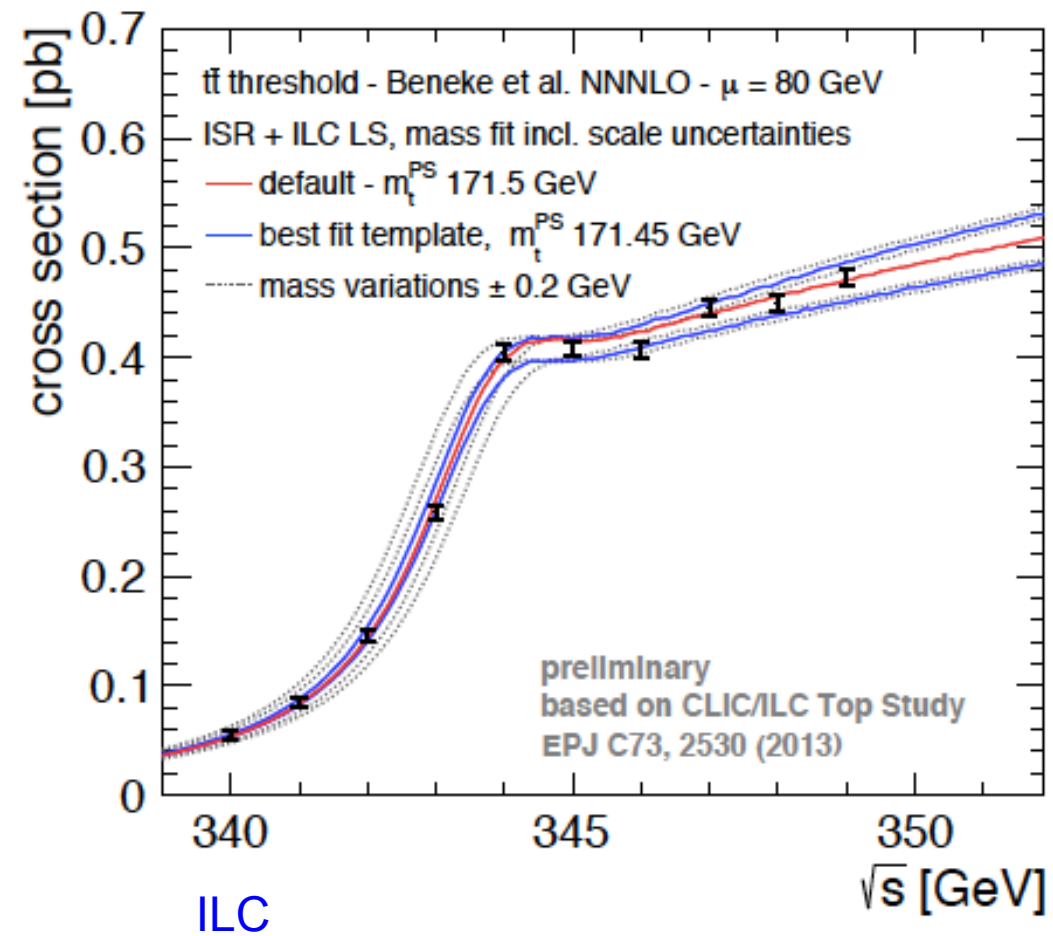 cross section [pb]
0.7
0.6
0.5
0.4
0.3
0.2
0.1
0
tt̄ threshold - Beneke et al. NNNLO - μ = 80 GeV
ISR + ILC LS, mass fit incl. scale uncertainties
default - m_t^PS 171.5 GeV
best fit template, m_t^PS 171.45 GeV
mass variations ± 0.2 GeV
preliminary
based on CLIC/ILC Top Study
EPJ C73, 2530 (2013)
340 345 350
√s [GeV]
ILC